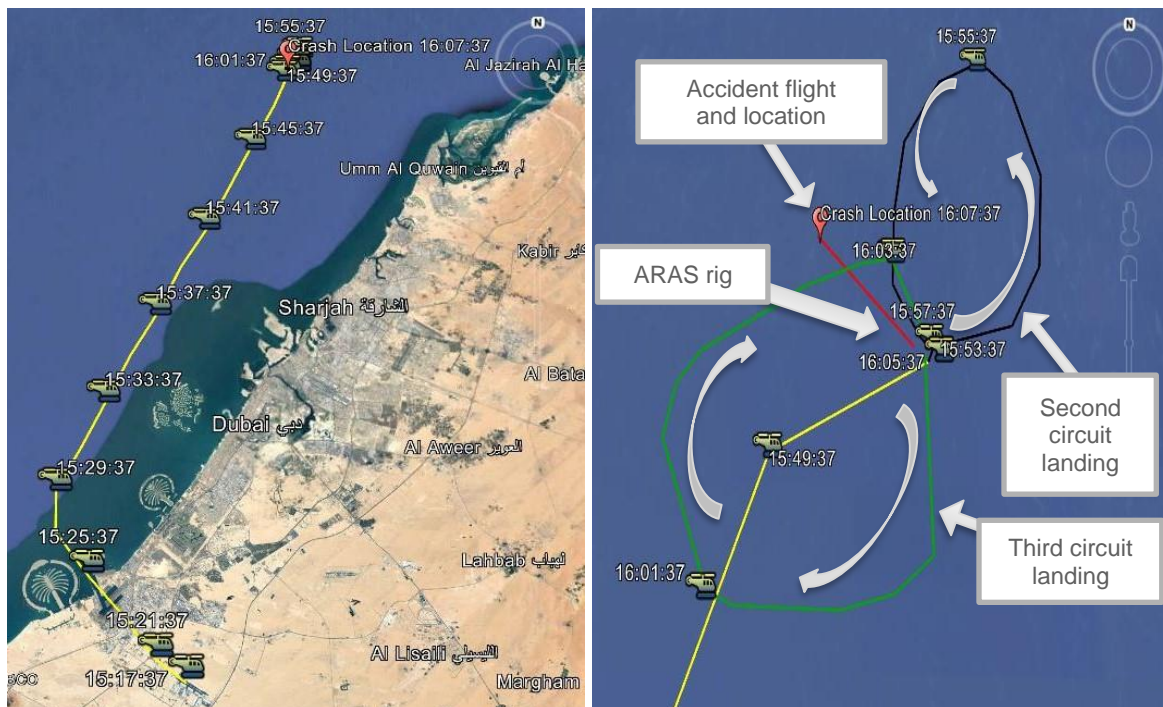 15:55:37
Crash Location 16:07:37
16:01:37
15:49:37
Al Jazirah Al Ha
15:45:37
Umm Al Quwain أم القيوين
15:41:37
Kabir كابر
15:37:37
Sharjah الشارقة
Al Bata
15:33:37
Dubai دبي
Al Aweer العوير
15:29:37
15:25:37
Lahbab لهباب
15:21:37
Al Lisaili الليسيلي
15:17:37
Margham
N
15:55:37
Accident flight
and location
Crash Location 16:07:37
16:03:37
ARAS rig
15:57:37
15:53:37
16:05:37
15:49:37
Second
circuit
landing
16:01:37
Third circuit
landing
N